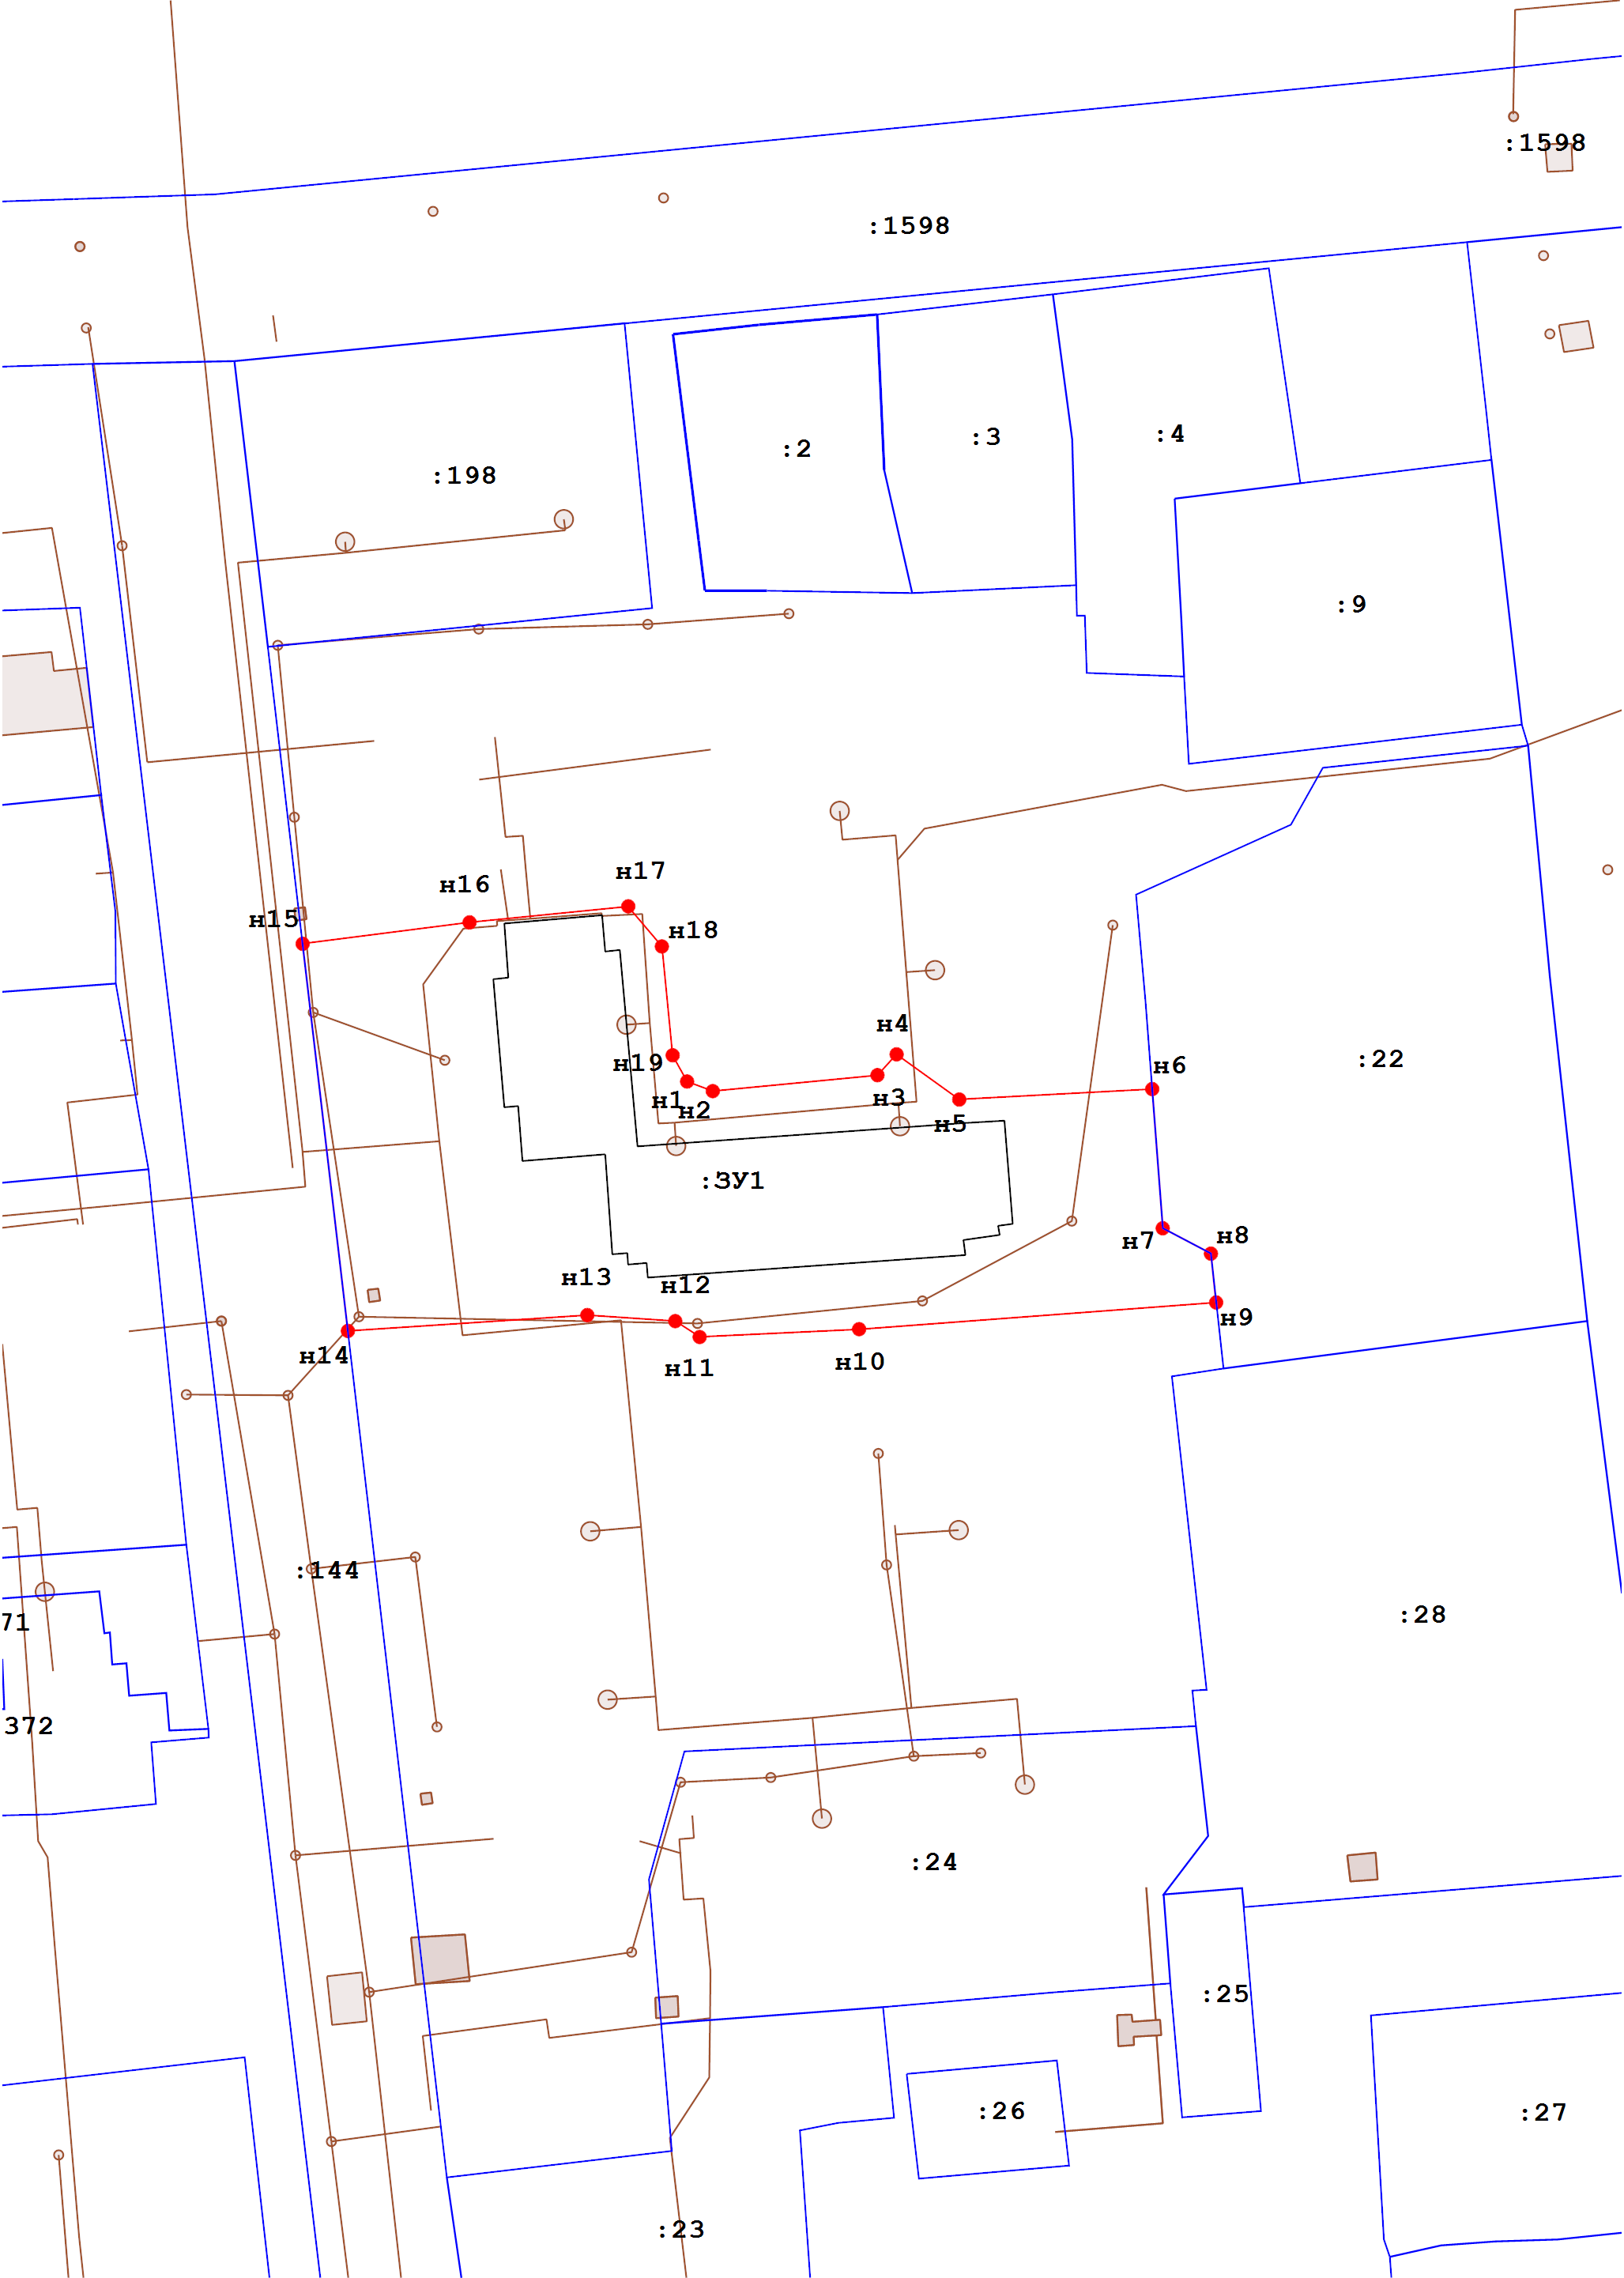 :1598
:1598
:4
:3
:2
:198
:9
н17
н16
н15
н18
н4
:22
н19
н6
н3
н1
н2
н5
:ЗУ1
н8
н7
н13
н12
н9
н14
н10
н11
:144
:28
71
372
:24
:25
:26
:27
:23